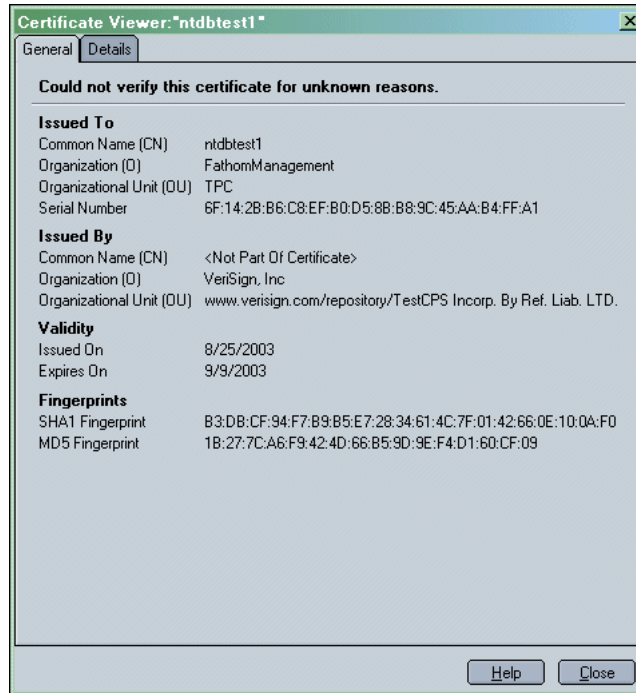 Certificate Viewer:"ntdbtest1"
General Details
Could not verify this certificate for unknown reasons.
Issued To
Common Name (CN) ntdbtest1
Organization (O) FathomManagement
Organizational Unit (OU) TPC
Serial Number 6F:14:2B:B6:C8:EF:B0:D5:8B:B8:9C:45:AA:B4:FF:A1
Issued By
Common Name (CN) <Not Part Of Certificate>
Organization (O) VeriSign, Inc
Organizational Unit (OU) www.verisign.com/repository/TestCPS Incorp. By Ref. Liab. LTD.
Validity
Issued On 8/25/2003
Expires On 9/9/2003
Fingerprints
SHA1 Fingerprint B3:DB:CF:94:F7:B9:B5:E7:28:34:61:4C:7F:01:42:66:0E:10:0A:F0
MD5 Fingerprint 1B:27:7C:A6:F9:42:4D:66:B5:9D:9E:F4:D1:60:CF:09
Help Close